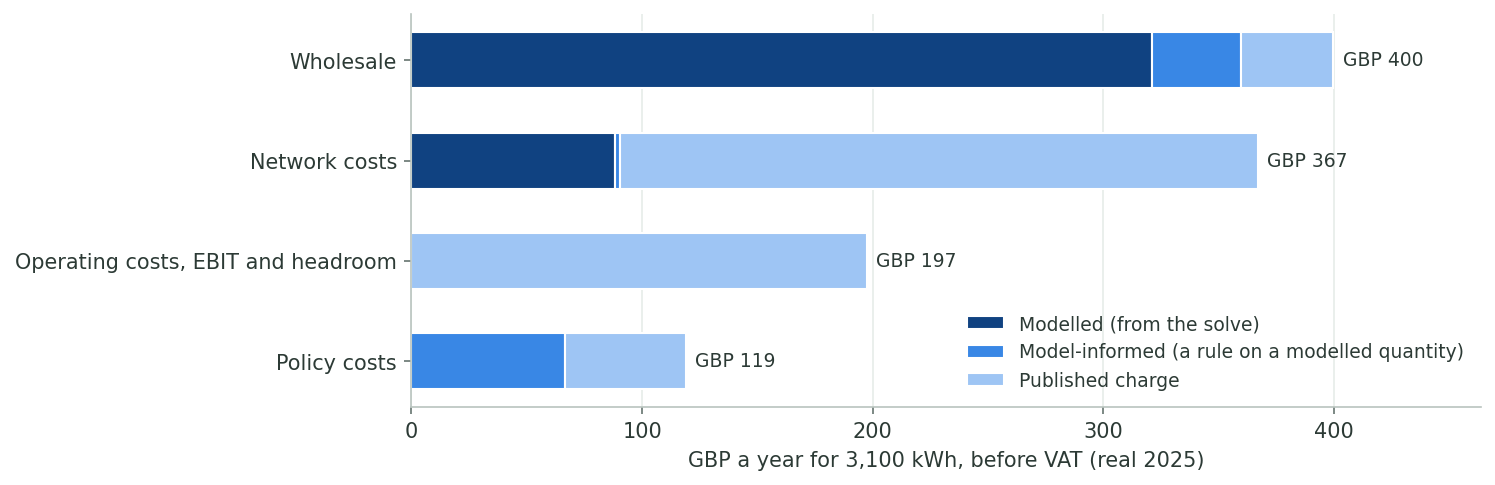 Wholesale
GBP 400
Network costs
GBP 367
Operating costs, EBIT and headroom
GBP 197
Policy costs
GBP 119
Modelled (from the solve)
Model-informed (a rule on a modelled quantity)
Published charge
0 100 200 300 400
GBP a year for 3,100 kWh, before VAT (real 2025)